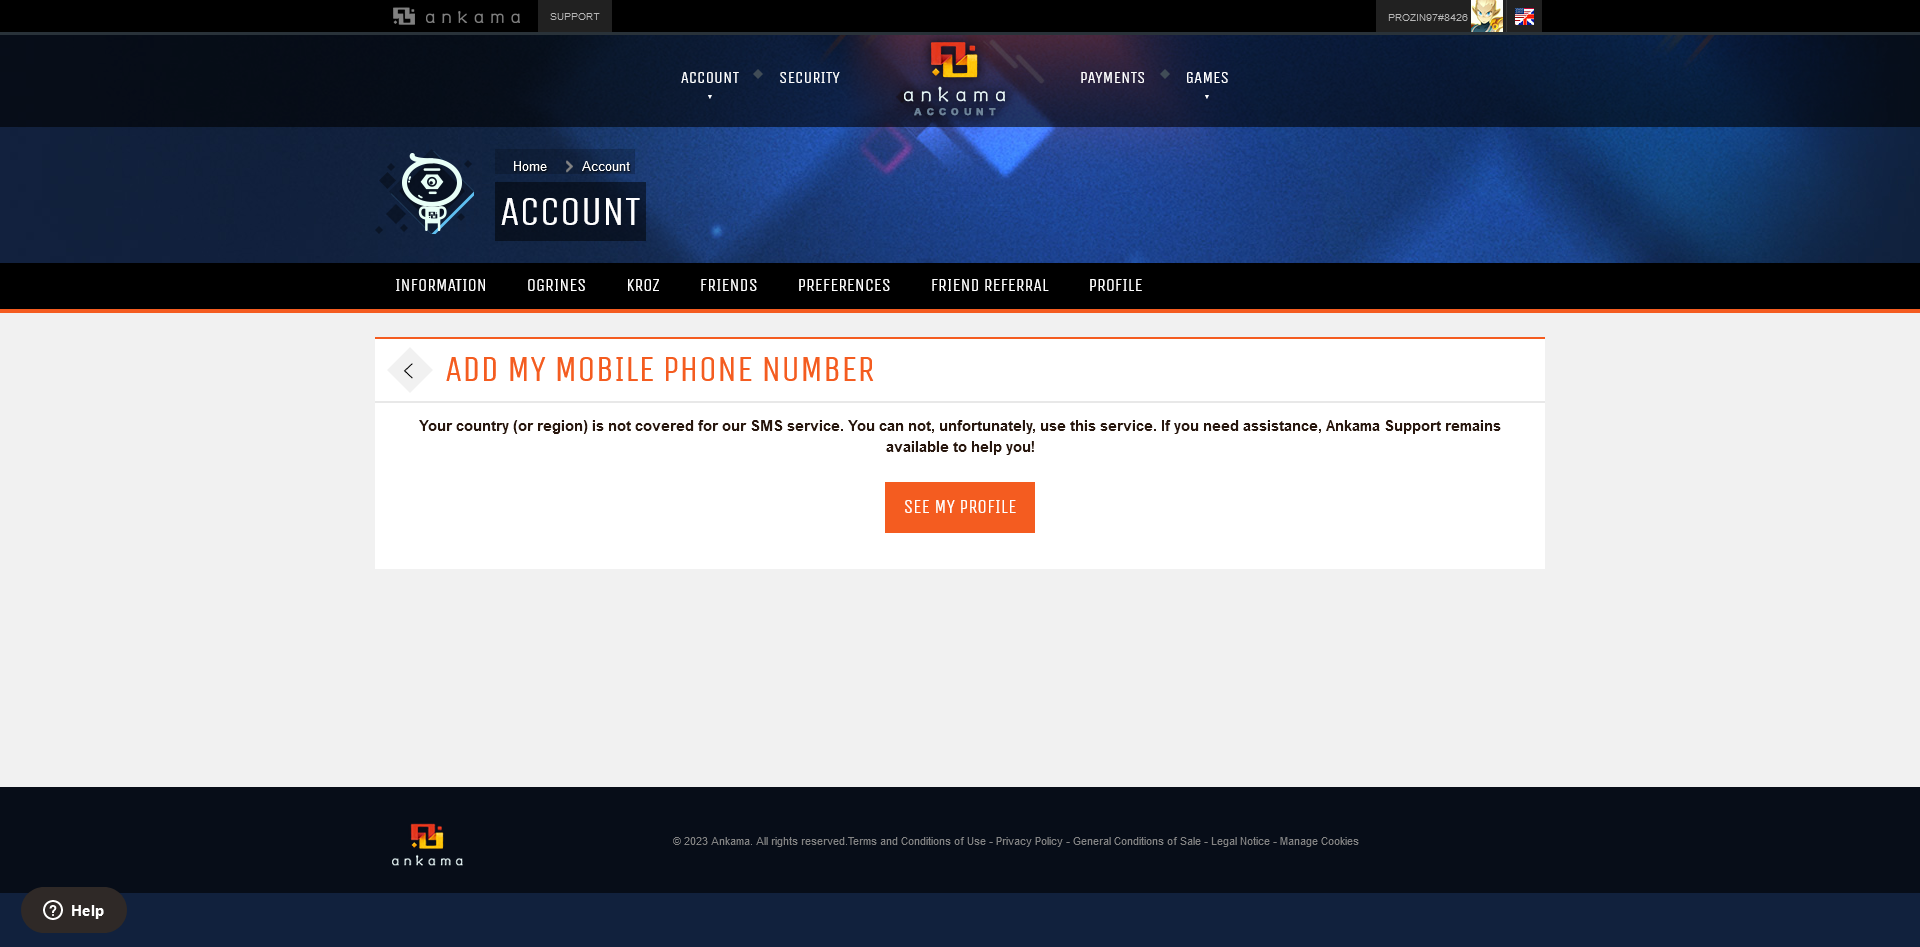 ankama
SUPPORT
PROZIN97#8426
ACCOUNT
SECURITY
ankama
ACCOUNT
PAYMENTS
GAMES
Home
Account
ACCOUNT
INFORMATION
OGRINES
KROZ
FRIENDS
PREFERENCES
FRIEND REFERRAL
PROFILE
ADD MY MOBILE PHONE NUMBER
Your country (or region) is not covered for our SMS service. You can not, unfortunately, use this service. If you need assistance, Ankama Support remains
available to help you!
SEE MY PROFILE
ankama
© 2023 Ankama. All rights reserved.Terms and Conditions of Use - Privacy Policy - General Conditions of Sale - Legal Notice - Manage Cookies
Help